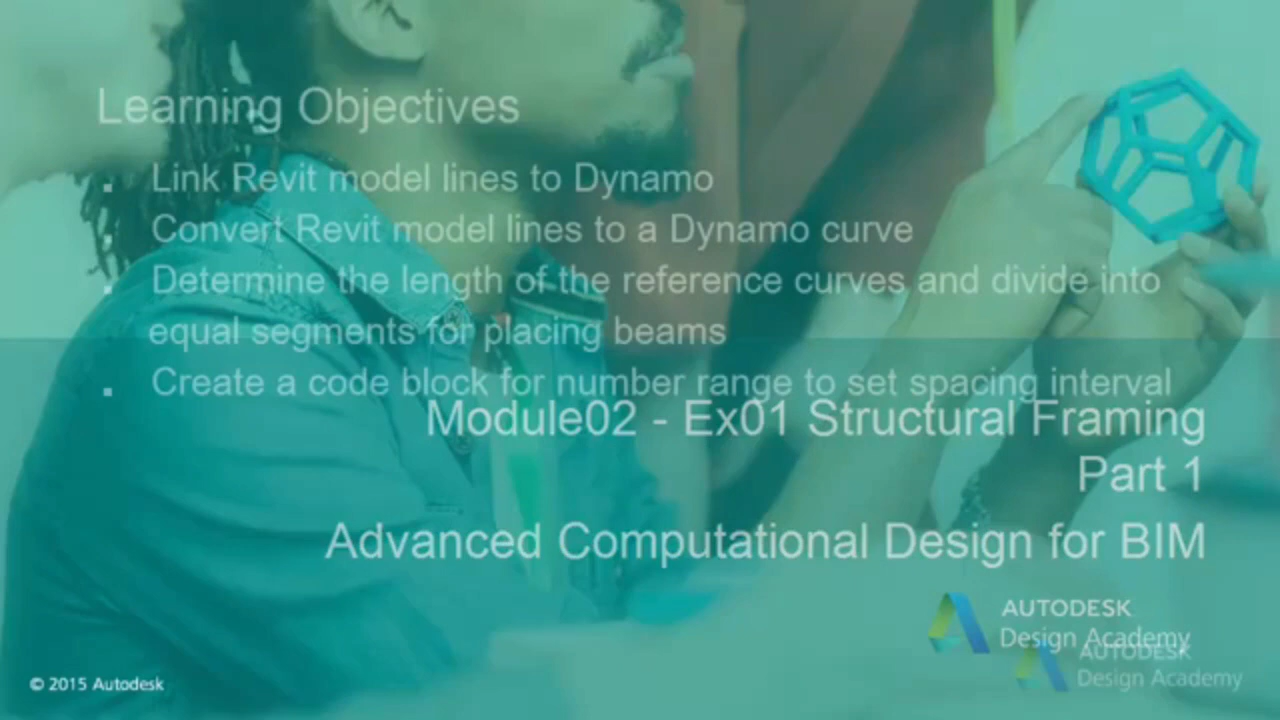 Learning Objectives
Link Revit model lines to Dynamo
Convert Revit model lines to a Dynamo curve
Determine the length of the reference curves and divide into
equal segments for placing beams
Create a code block for number range to set spacing interval
Module02 - Ex01 Structural Framing
Part 1
Advanced Computational Design for BIM
AUTODESK
Design Academy
AUTODESK
Design Academy
© 2015 Autodesk